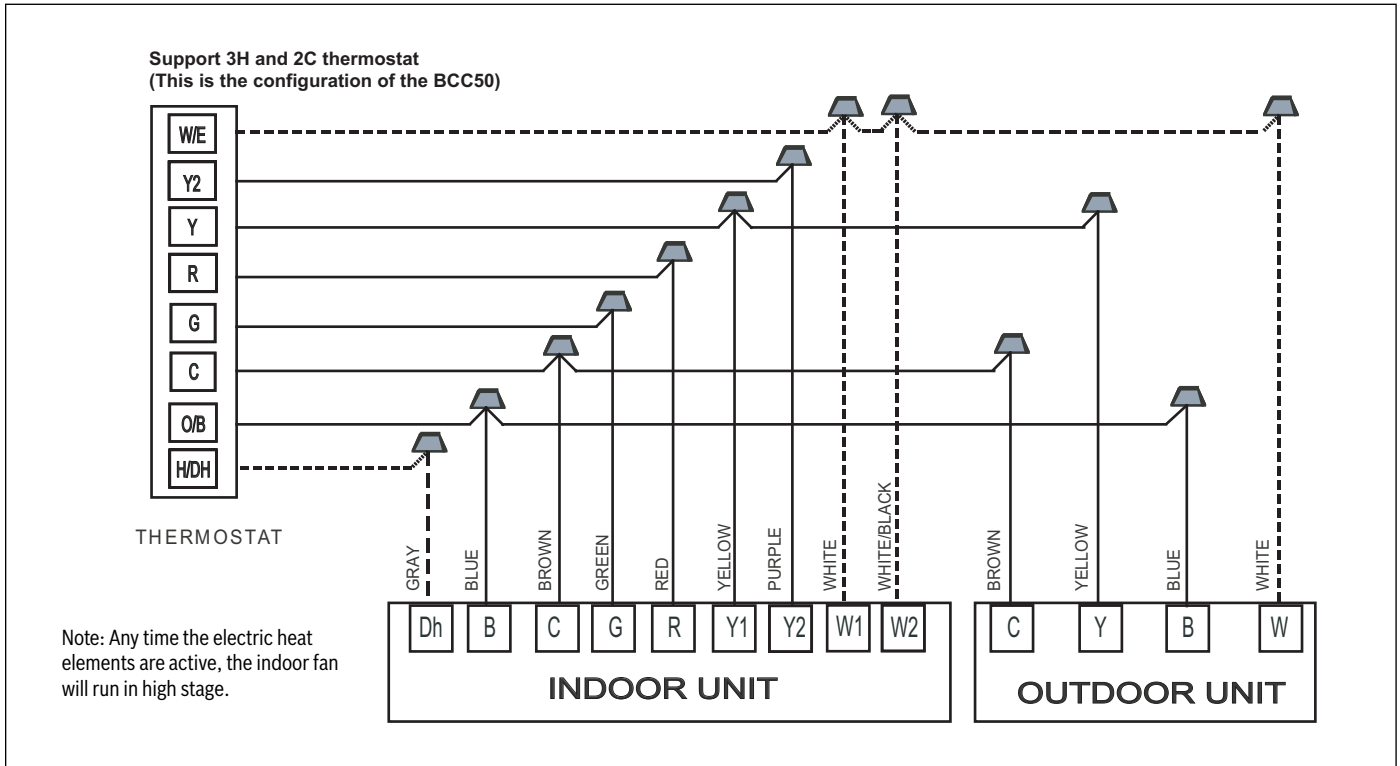 Support 3H and 2C thermostat
(This is the configuration of the BCC50)
W/E
Y2
Y
R
G
C
O/B
H/DH
THERMOSTAT
GRAY
BLUE
BROWN
GREEN
RED
YELLOW
PURPLE
WHITE
WHITE/BLACK
BROWN
YELLOW
BLUE
WHITE
Dh
B
C
G
R
Y1
Y2
W1
W2
INDOOR UNIT
C
Y
B
W
OUTDOOR UNIT
Note: Any time the electric heat
elements are active, the indoor fan
will run in high stage.